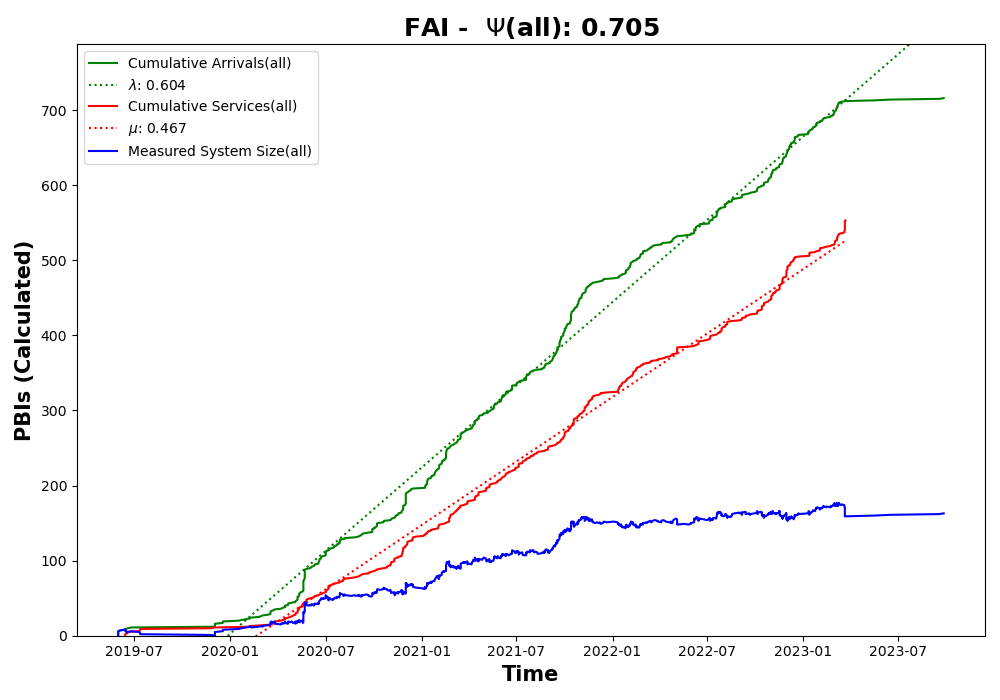 FAI - Ψ(all): 0.705
Cumulative Arrivals(all)
λ: 0.604
Cumulative Services(all)
μ: 0.467
Measured System Size(all)
PBIs (Calculated)
700
600
500
400
300
200
100
0
2019-07 2020-01 2020-07 2021-01 2021-07 2022-01 2022-07 2023-01 2023-07
Time